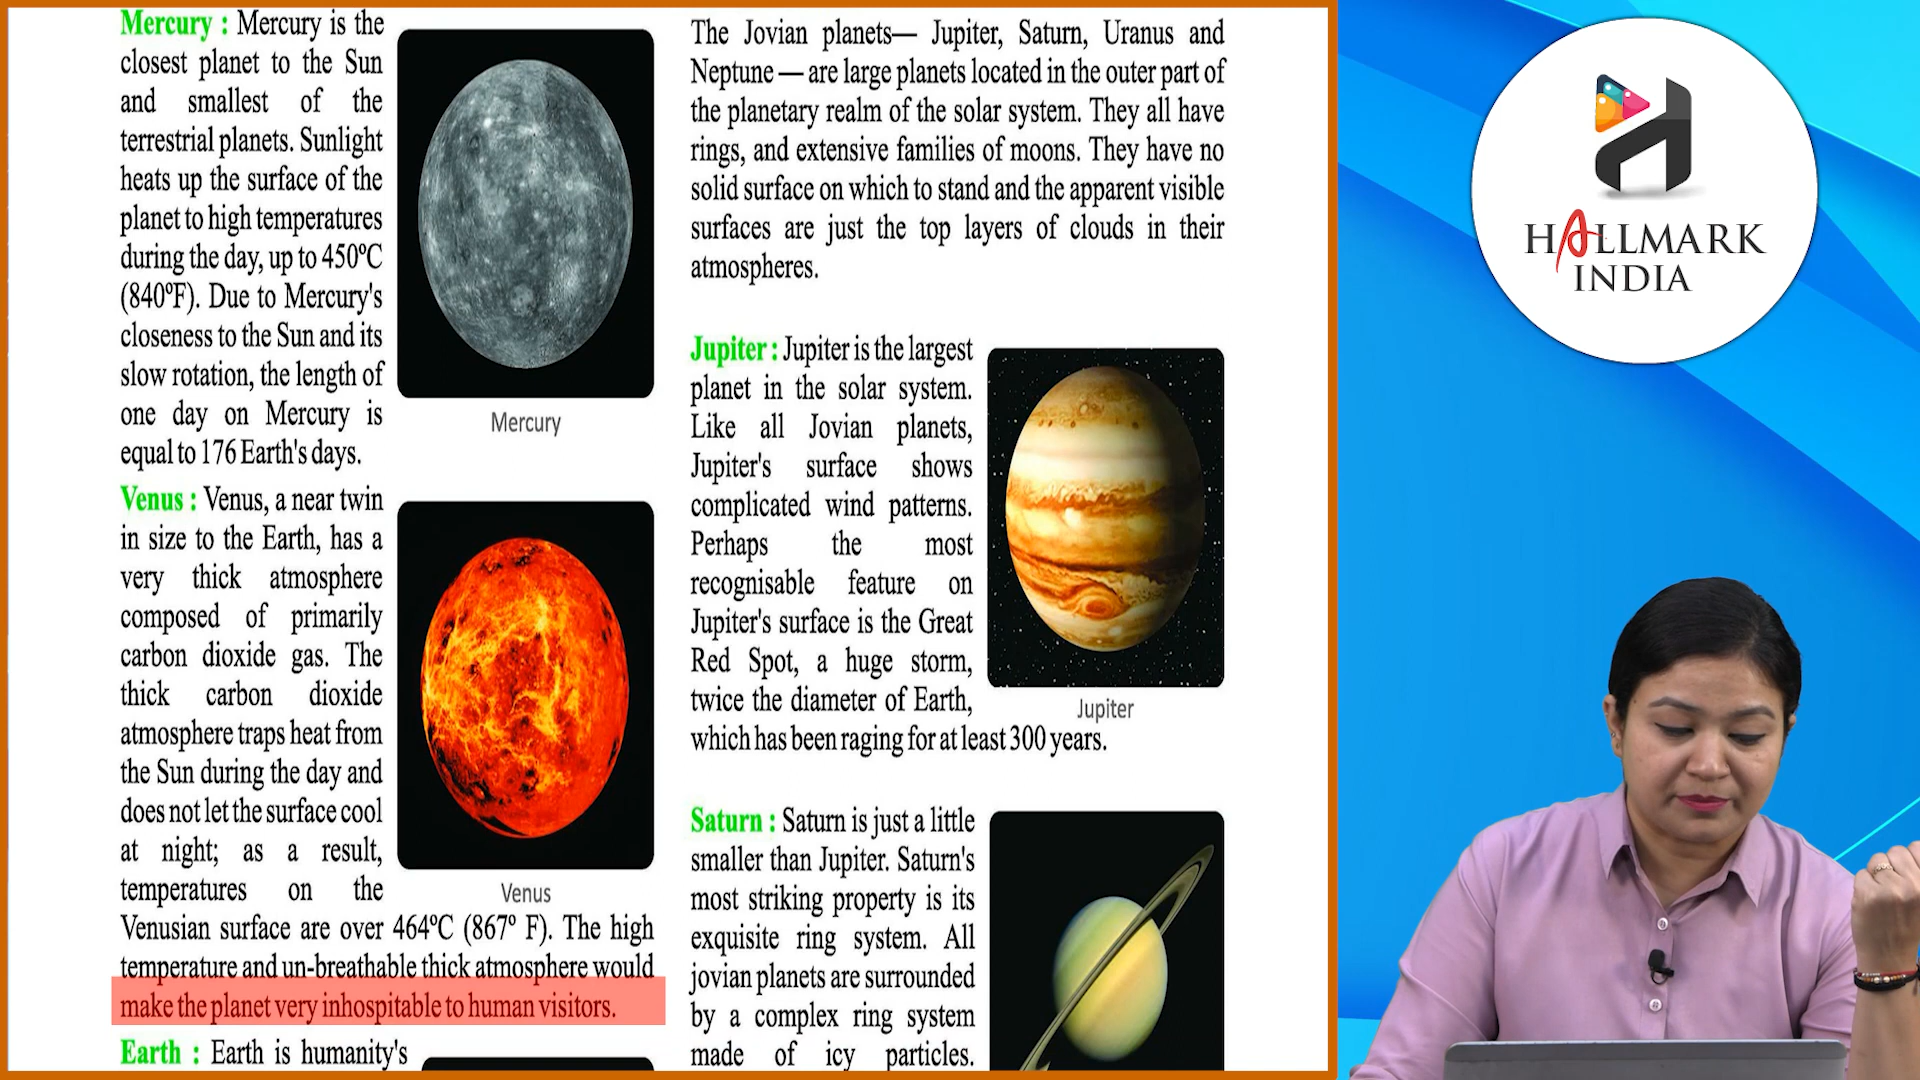 Mercury : Mercury is the
closest planet to the Sun
and smallest of the
terrestrial planets. Sunlight
heats up the surface of the
planet to high temperatures
during the day, up to 450ºC
(840ºF). Due to Mercury's
closeness to the Sun and its
slow rotation, the length of
one day on Mercury is
equal to 176 Earth's days.
Mercury
Venus : Venus, a near twin
in size to the Earth, has a
very thick atmosphere
composed of primarily
carbon dioxide gas. The
thick carbon dioxide
atmosphere traps heat from
the Sun during the day and
does not let the surface cool
at night; as a result,
temperatures on the
Venusian surface are over 464ºC (867º F). The high
temperature and un-breathable thick atmosphere would
make the planet very inhospitable to human visitors.
Venus
Earth : Earth is humanity's
The Jovian planets— Jupiter, Saturn, Uranus and
Neptune — are large planets located in the outer part of
the planetary realm of the solar system. They all have
rings, and extensive families of moons. They have no
solid surface on which to stand and the apparent visible
surfaces are just the top layers of clouds in their
atmospheres.
Jupiter : Jupiter is the largest
planet in the solar system.
Like all Jovian planets,
Jupiter's surface shows
complicated wind patterns.
Perhaps the most
recognisable feature on
Jupiter's surface is the Great
Red Spot, a huge storm,
twice the diameter of Earth,
which has been raging for at least 300 years.
Jupiter
Saturn : Saturn is just a little
smaller than Jupiter. Saturn's
most striking property is its
exquisite ring system. All
jovian planets are surrounded
by a complex ring system
made of icy particles.
HALLMARK
INDIA